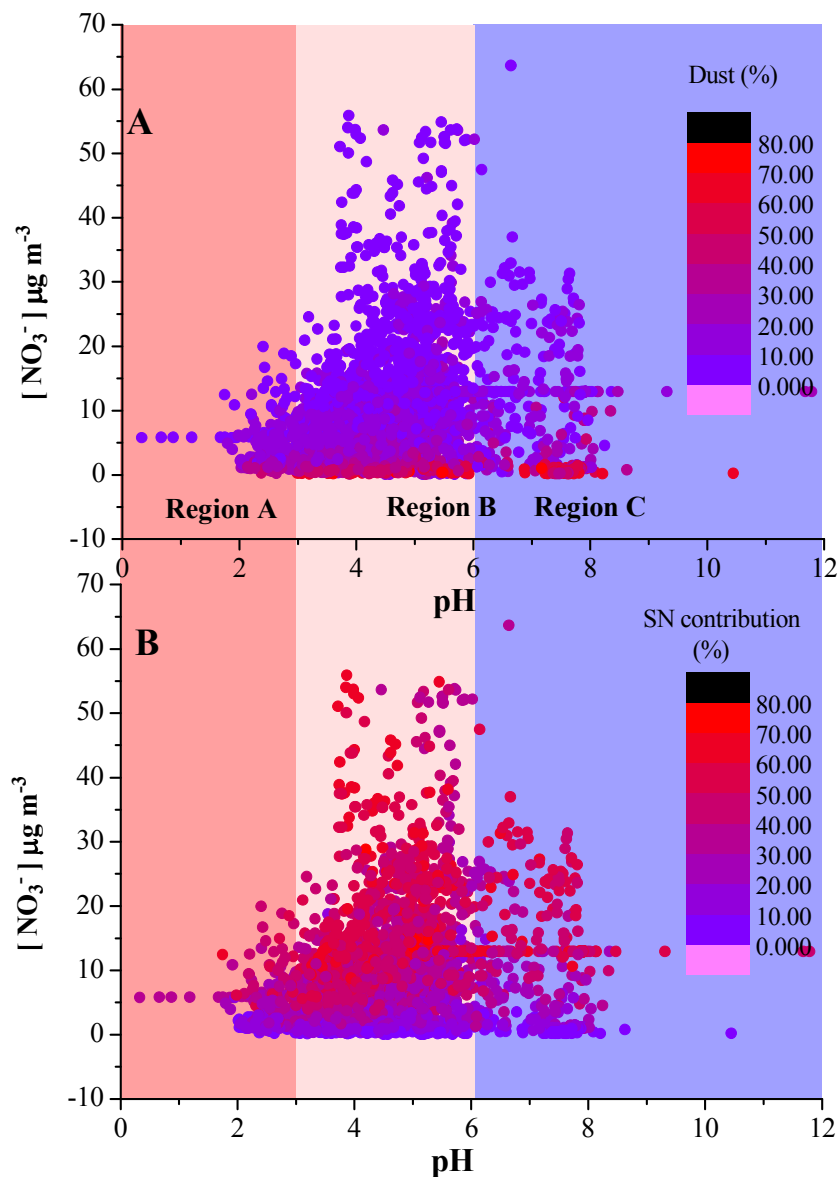 70
60
50
40
30
20
10
0
-10
[ NO₃⁻ ] µg m⁻³
A
Dust (%)
80.00
70.00
60.00
50.00
40.00
30.00
20.00
10.00
0.000
Region A
Region B
Region C
0 2 4 6 8 10 12
pH
70
60
50
40
30
20
10
0
-10
[ NO₃⁻ ] µg m⁻³
B
SN contribution
(%)
80.00
70.00
60.00
50.00
40.00
30.00
20.00
10.00
0.000
0 2 4 6 8 10 12
pH